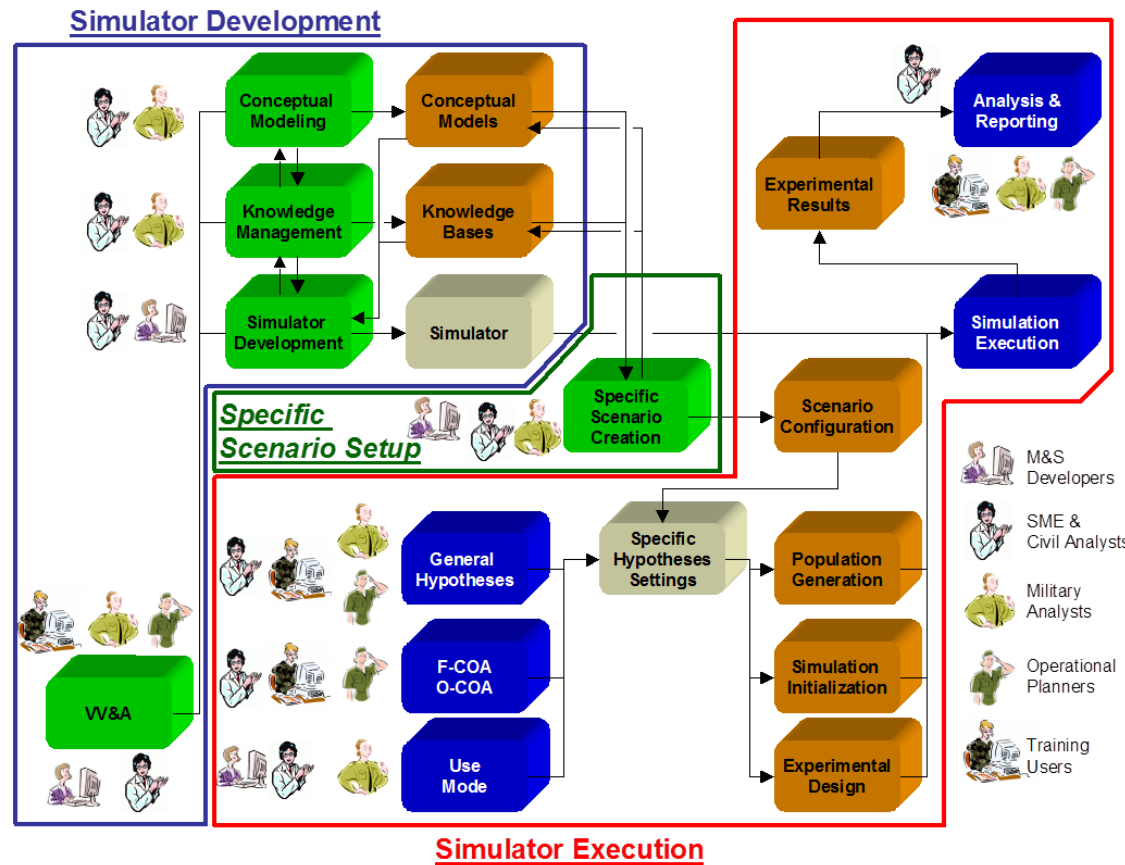 Simulator Development
Conceptual
Modeling
Conceptual
Models
Analysis &
Reporting
Experimental
Results
Knowledge
Management
Knowledge
Bases
Simulator
Development
Simulator
Simulation
Execution
Specific
Scenario Setup
Specific
Scenario
Creation
Scenario
Configuration
M&S
Developers
SME &
Civil Analysts
Military
Analysts
Operational
Planners
Training
Users
General
Hypotheses
Specific
Hypotheses
Settings
Population
Generation
F-COA
O-COA
Simulation
Initialization
VV&A
Use
Mode
Experimental
Design
Simulator Execution